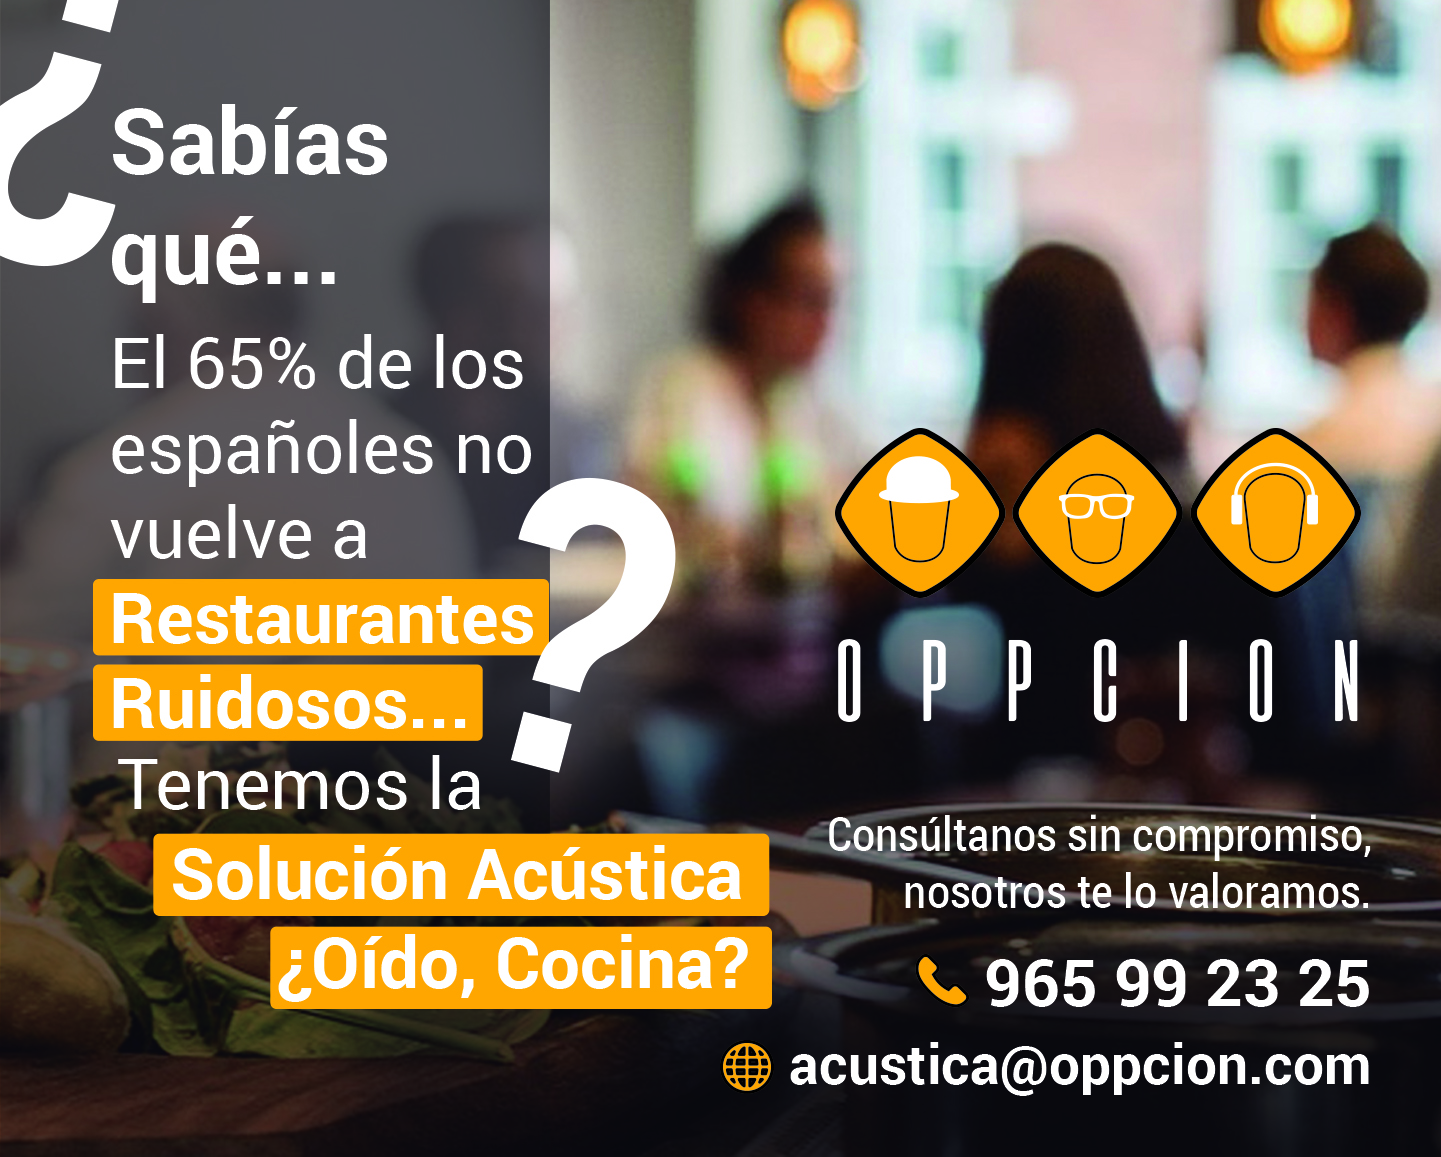 ¿
Sabías
qué...
El 65% de los
españoles no
vuelve a
Restaurantes
Ruidosos...
?
Tenemos la
Solución Acústica
¿Oído, Cocina?
OPPCION
Consúltanos sin compromiso,
nosotros te lo valoramos.
965 99 23 25
acustica@oppcion.com